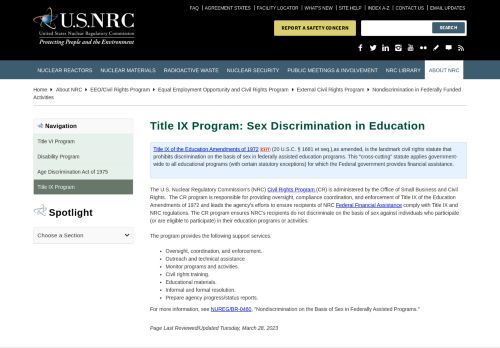 FAQ | AGREEMENT STATES | FACILITY LOCATOR | WHAT'S NEW | SITE HELP | INDEX A-Z | CONTACT US | EMAIL UPDATES
U.S.NRC
United States Nuclear Regulatory Commission
Protecting People and the Environment
REPORT A SAFETY CONCERN
SEARCH
NUCLEAR REACTORS NUCLEAR MATERIALS RADIOACTIVE WASTE NUCLEAR SECURITY PUBLIC MEETINGS & INVOLVEMENT NRC LIBRARY ABOUT NRC
Home > About NRC > EEO/Civil Rights Program > Equal Employment Opportunity and Civil Rights Program > External Civil Rights Program > Nondiscrimination in Federally Funded
Activities
Navigation
Title VI Program
Disability Program
Age Discrimination Act of 1975
Title IX Program
Spotlight
Choose a Section
Title IX Program: Sex Discrimination in Education
Title IX of the Education Amendments of 1972 EXIT (20 U.S.C. § 1681 et seq.),as amended, is the landmark civil rights statue that
prohibits discrimination on the basis of sex in federally assisted education programs. This "cross-cutting" statute applies government-
wide to all educational programs (with certain statutory exceptions) for which the Federal government provides financial assistance.
The U.S. Nuclear Regulatory Commission's (NRC) Civil Rights Program (CR) is administered by the Office of Small Business and Civil
Rights. The CR program is responsible for providing oversight, compliance coordination, and enforcement of Title IX of the Education
Amendments of 1972 and leads the agency's efforts to ensure recipients of NRC Federal Financial Assistance comply with Title IX and
NRC regulations. The CR program ensures NRC's recipients do not discriminate on the basis of sex against individuals who participate
(or are eligible to participate) in their education programs or activities.
The program provides the following support services.
• Oversight, coordination, and enforcement.
• Outreach and technical assistance
• Monitor programs and activities.
• Civil rights training.
• Educational materials.
• Informal and formal resolution.
• Prepare agency progress/status reports.
For more information, see NUREG/BR-0480, "Nondiscrimination on the Basis of Sex in Federally Assisted Programs."
Page Last Reviewed/Updated Tuesday, March 28, 2023